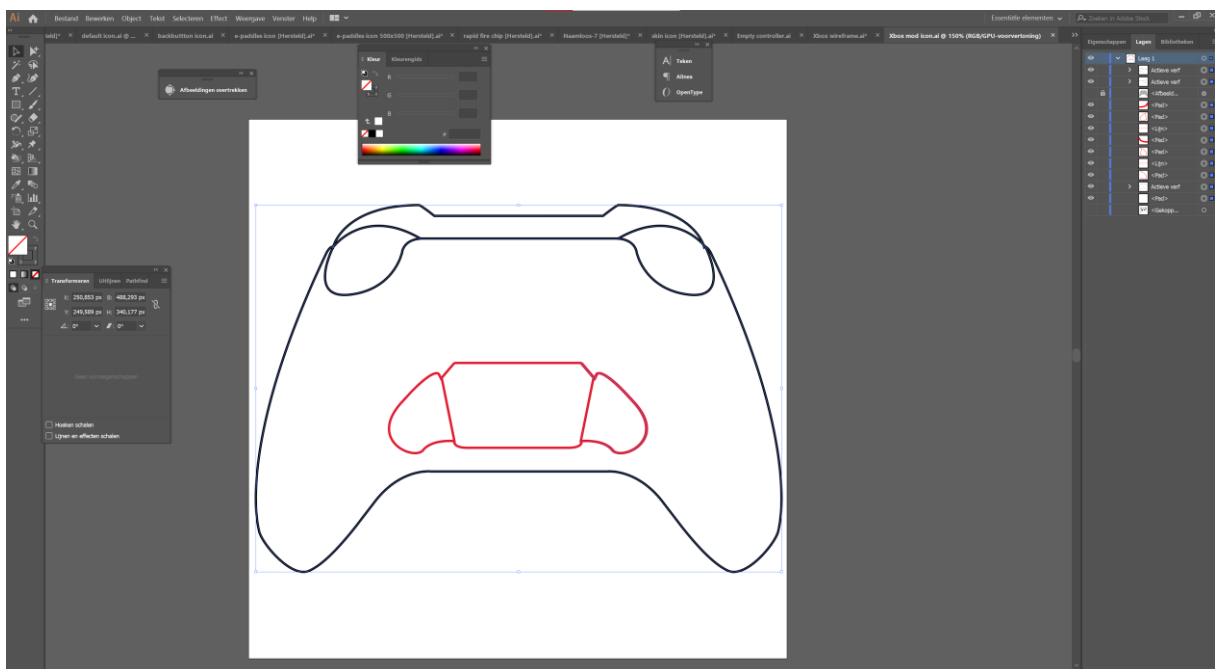 Ai Bestand Bewerken Object Tekst Selecteren Effect Weergave Venster Help Essentiële elementen Zoeken in Adobe Stock
default icon.ai @ ... × backbuttton icon.ai × e-paddles icon [Hersteld].ai* × e-paddles icon 500x500 [Hersteld].ai* × rapid fire chip [Hersteld].ai* × Naamloos-7 [Hersteld]* × skin icon [Hersteld].ai* × Empty controller.ai × Xbox wireframe.ai* × Xbox mod icon.ai @ 150% (RGB/GPU-voorvertoning) ×
Eigenschappen Lagen Bibliotheken
Laag 1
Actieve verf
Actieve verf
<Afbeeld...
<Pad>
<Pad>
<Lijn>
<Pad>
<Pad>
<Lijn>
<Pad>
Actieve verf
<Pad>
<Gekopp...
Afbeeldingen overtrekken
Kleur Kleurengids
R
G
B
#
Teken
Alinea
OpenType
Transformeren Uitlijnen Pathfind
X: 250,853 px B: 488,293 px
Y: 249,589 px H: 340,177 px
0° 0°
Geen vormeigenschappen
Hoeken schalen
Lijnen en effecten schalen